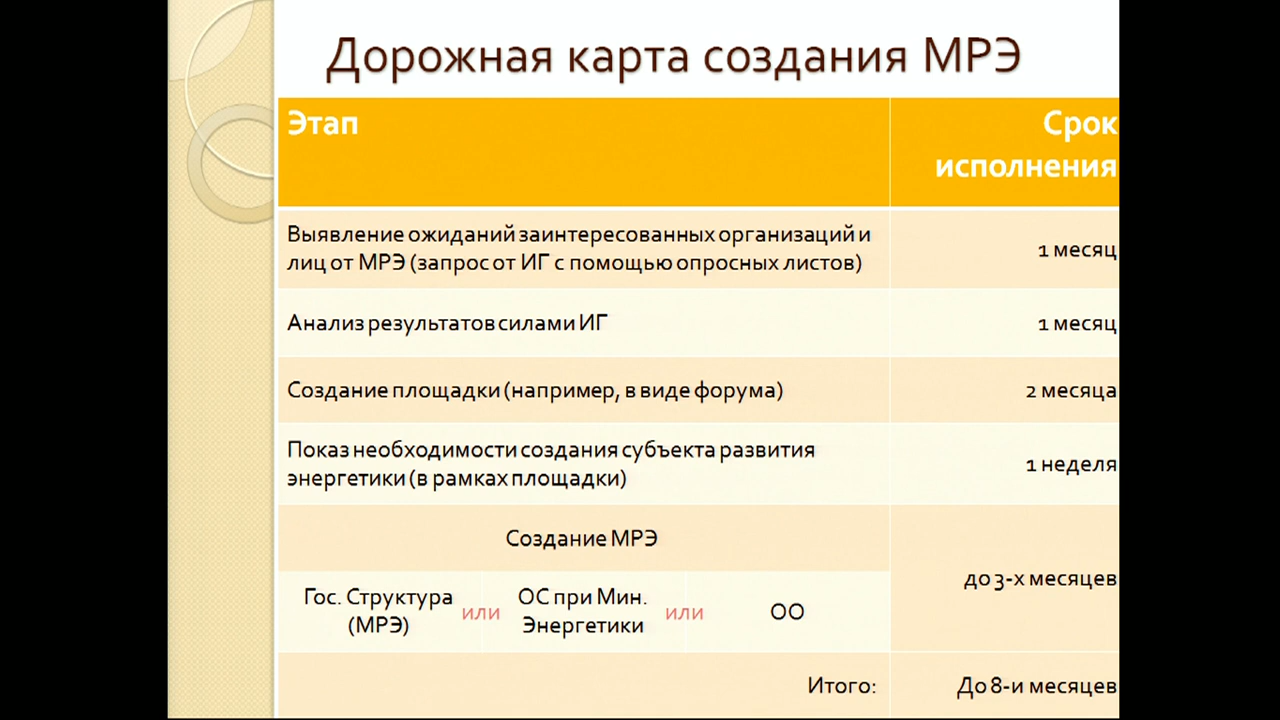 Дорожная карта создания МРЭ
Этап
Срок
исполнения
Выявление ожиданий заинтересованных организаций и
лиц от МРЭ (запрос от ИГ с помощью опросных листов)
1 месяц
Анализ результатов силами ИГ
1 месяц
Создание площадки (например, в виде форума)
2 месяца
Показ необходимости создания субъекта развития
энергетики (в рамках площадки)
1 неделя
Создание МРЭ
до 3-х месяцев
Гос. Структура
(МРЭ)
или
ОС при Мин.
Энергетики
или
ОО
Итого:
До 8-и месяцев